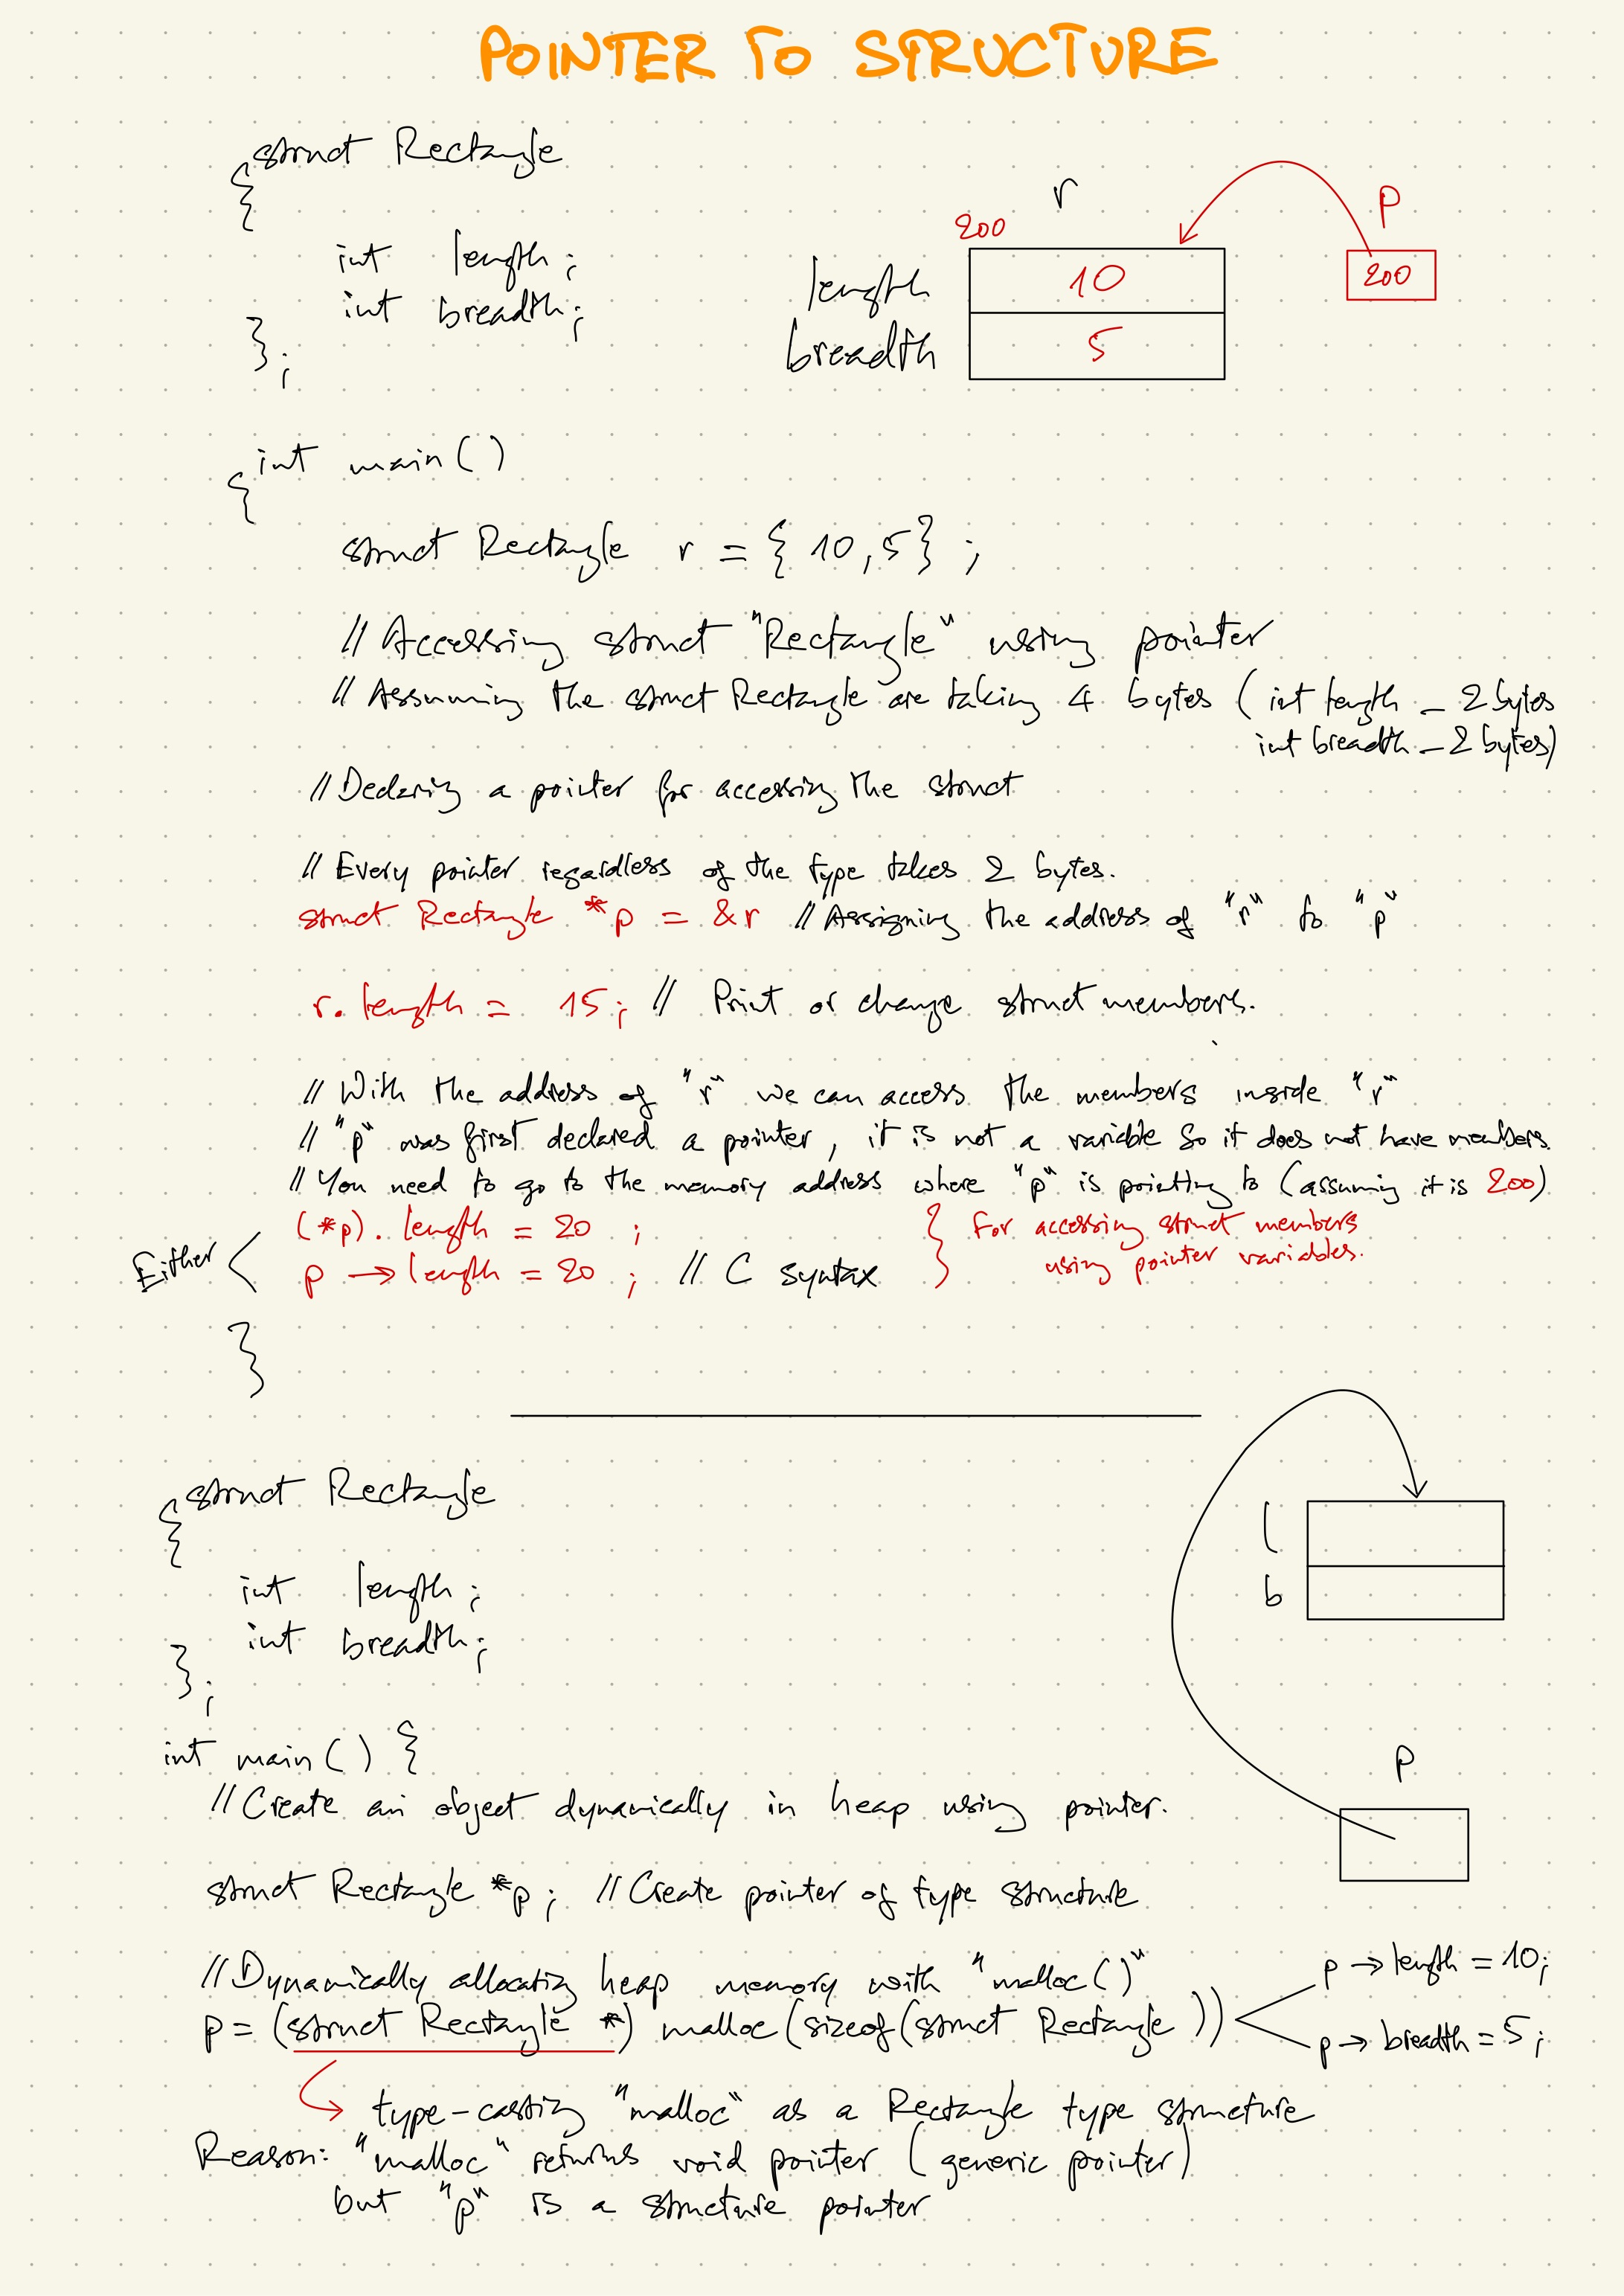 POINTER TO STRUCTURE
struct Rectangle
{
int length;
int breadth;
};
r
p
200
length 10
200
breadth 5
int main()
{
struct Rectangle r = { 10,5} ;
// Accessing struct "Rectangle" using pointer
// Assuming the struct Rectangle are taking 4 bytes ( int length - 2 bytes
int breadth - 2 bytes)
// Declaring a pointer for accessing the struct
// Every pointer regardless of the type takes 2 bytes.
struct Rectangle *p = &r // Assigning the address of "r" to "p"
r. length = 15; // Print or change struct members.
// With the address of "r" we can access the members inside "r"
// "p" was first declared a pointer, it is not a variable so it does not have members
// You need to go to the memory address where "p" is pointing to (assuming it is 200)
Either
(*p). length = 20 ;
p → length = 20 ; // C syntax
} for accessing struct members
using pointer variables.
}
struct Rectangle
{
int length;
int breadth;
};
l
b
p
int main() {
// Create an object dynamically in heap using pointer.
struct Rectangle *p; // Create pointer of type structure
// Dynamically allocating heap memory with "malloc()"
p = (struct Rectangle *) malloc(sizeof(struct Rectangle ))
p → length = 10;
p → breadth = 5;
type-casting "malloc" as a Rectangle type structure
Reason: "malloc" returns void pointer (generic pointer)
but "p" is a structure pointer